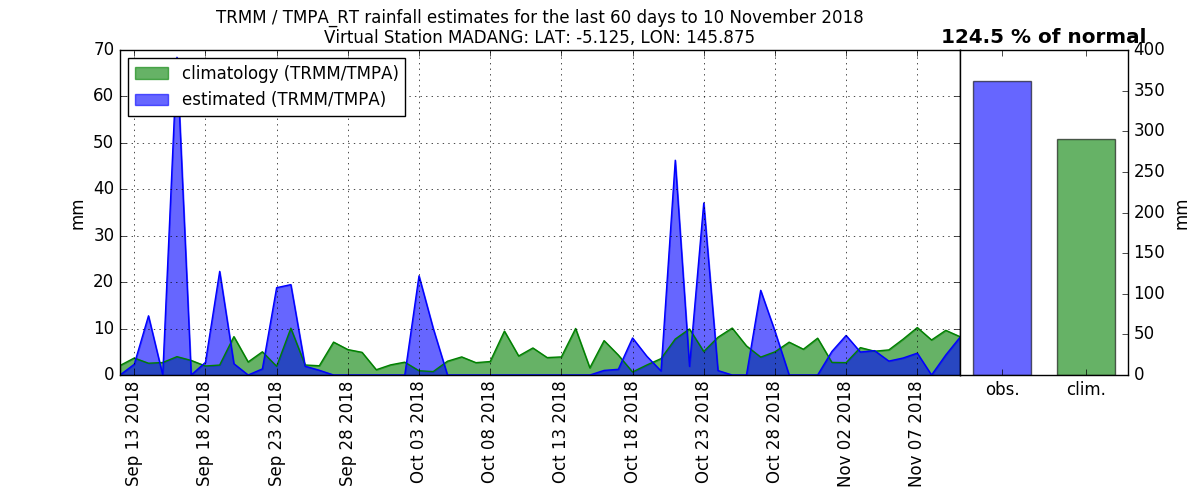 TRMM / TMPA_RT rainfall estimates for the last 60 days to 10 November 2018
Virtual Station MADANG: LAT: -5.125, LON: 145.875
124.5 % of normal
climatology (TRMM/TMPA)
estimated (TRMM/TMPA)
70
60
50
40
30
20
10
0
mm
400
350
300
250
200
150
100
50
0
mm
Sep 13 2018
Sep 18 2018
Sep 23 2018
Sep 28 2018
Oct 03 2018
Oct 08 2018
Oct 13 2018
Oct 18 2018
Oct 23 2018
Oct 28 2018
Nov 02 2018
Nov 07 2018
obs.
clim.